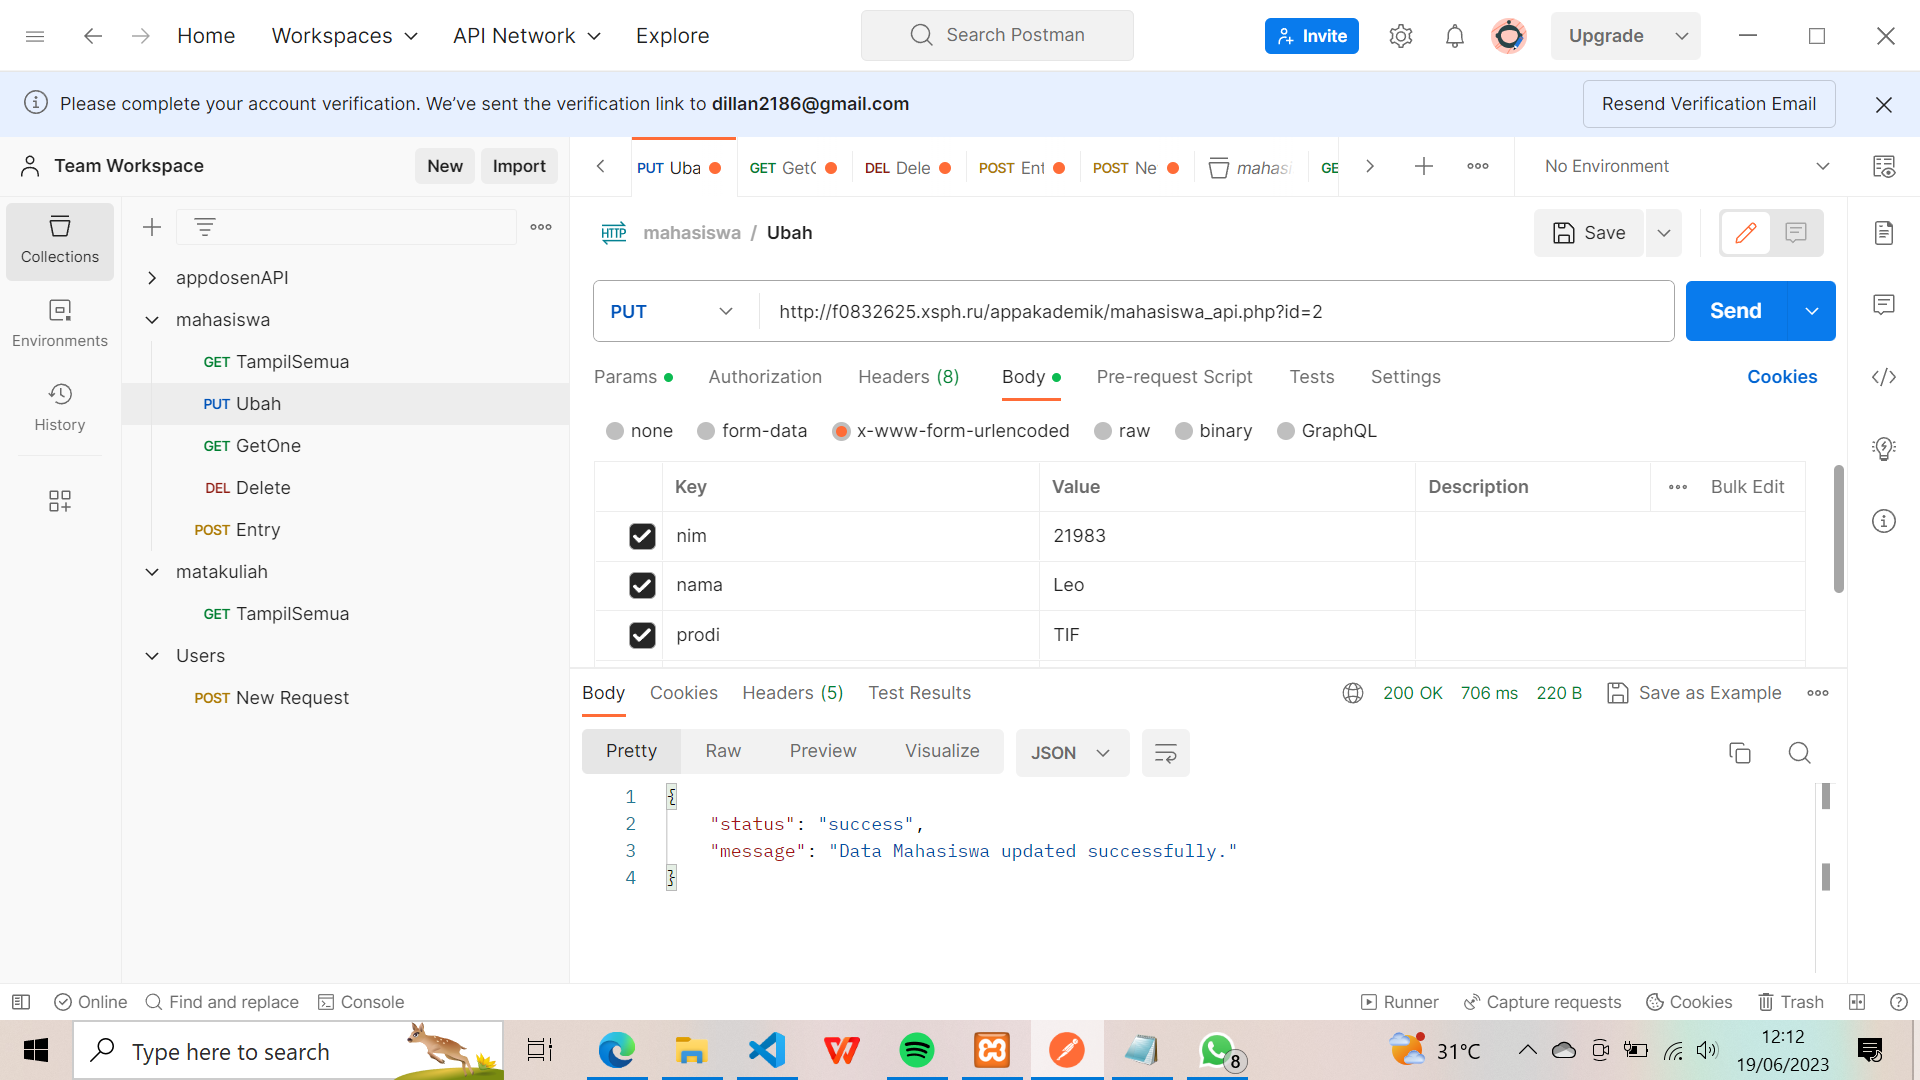 Home Workspaces API Network Explore Search Postman Invite Upgrade
Please complete your account verification. We’ve sent the verification link to dillan2186@gmail.com Resend Verification Email
Team Workspace New Import
PUT Uba GET GetO DEL Dele POST Ent POST Ne mahasi GE No Environment
Collections
Environments
History
appdosenAPI
mahasiswa
GET TampilSemua
PUT Ubah
GET GetOne
DEL Delete
POST Entry
matakuliah
GET TampilSemua
Users
POST New Request
HTTP mahasiswa / Ubah Save
PUT http://f0832625.xsph.ru/appakademik/mahasiswa_api.php?id=2 Send
Params Authorization Headers (8) Body Pre-request Script Tests Settings Cookies
none form-data x-www-form-urlencoded raw binary GraphQL
Key Value Description Bulk Edit
nim 21983
nama Leo
prodi TIF
Body Cookies Headers (5) Test Results 200 OK 706 ms 220 B Save as Example
Pretty Raw Preview Visualize JSON
1 {
2 "status": "success",
3 "message": "Data Mahasiswa updated successfully."
4 }
Online Find and replace Console Runner Capture requests Cookies Trash
Type here to search 8 31°C 12:12
19/06/2023